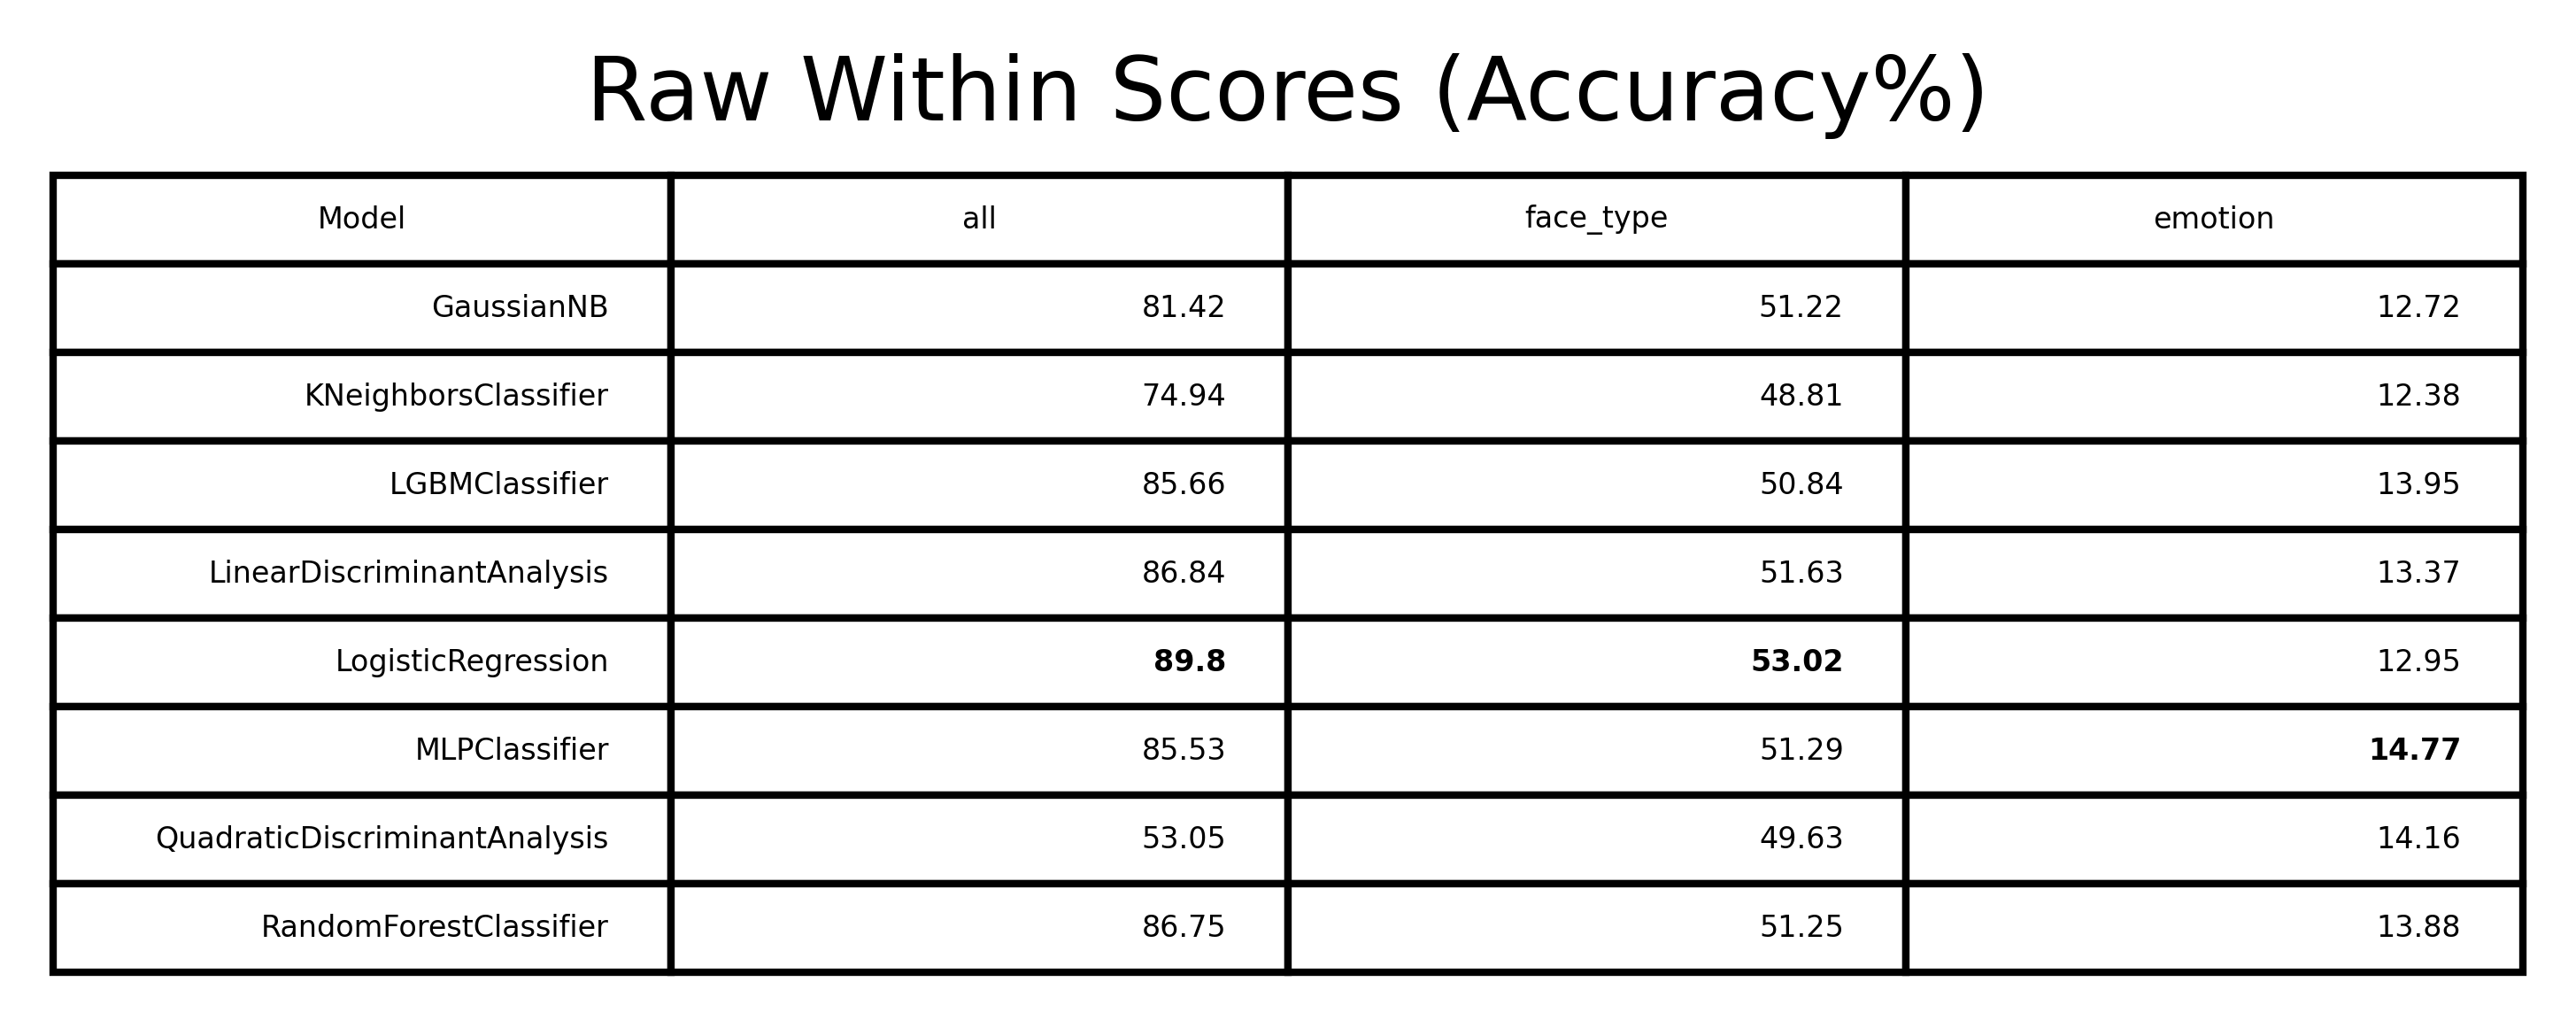 Raw Within Scores (Accuracy%)
Model all face_type emotion
GaussianNB 81.42 51.22 12.72
KNeighborsClassifier 74.94 48.81 12.38
LGBMClassifier 85.66 50.84 13.95
LinearDiscriminantAnalysis 86.84 51.63 13.37
LogisticRegression 89.8 53.02 12.95
MLPClassifier 85.53 51.29 14.77
QuadraticDiscriminantAnalysis 53.05 49.63 14.16
RandomForestClassifier 86.75 51.25 13.88